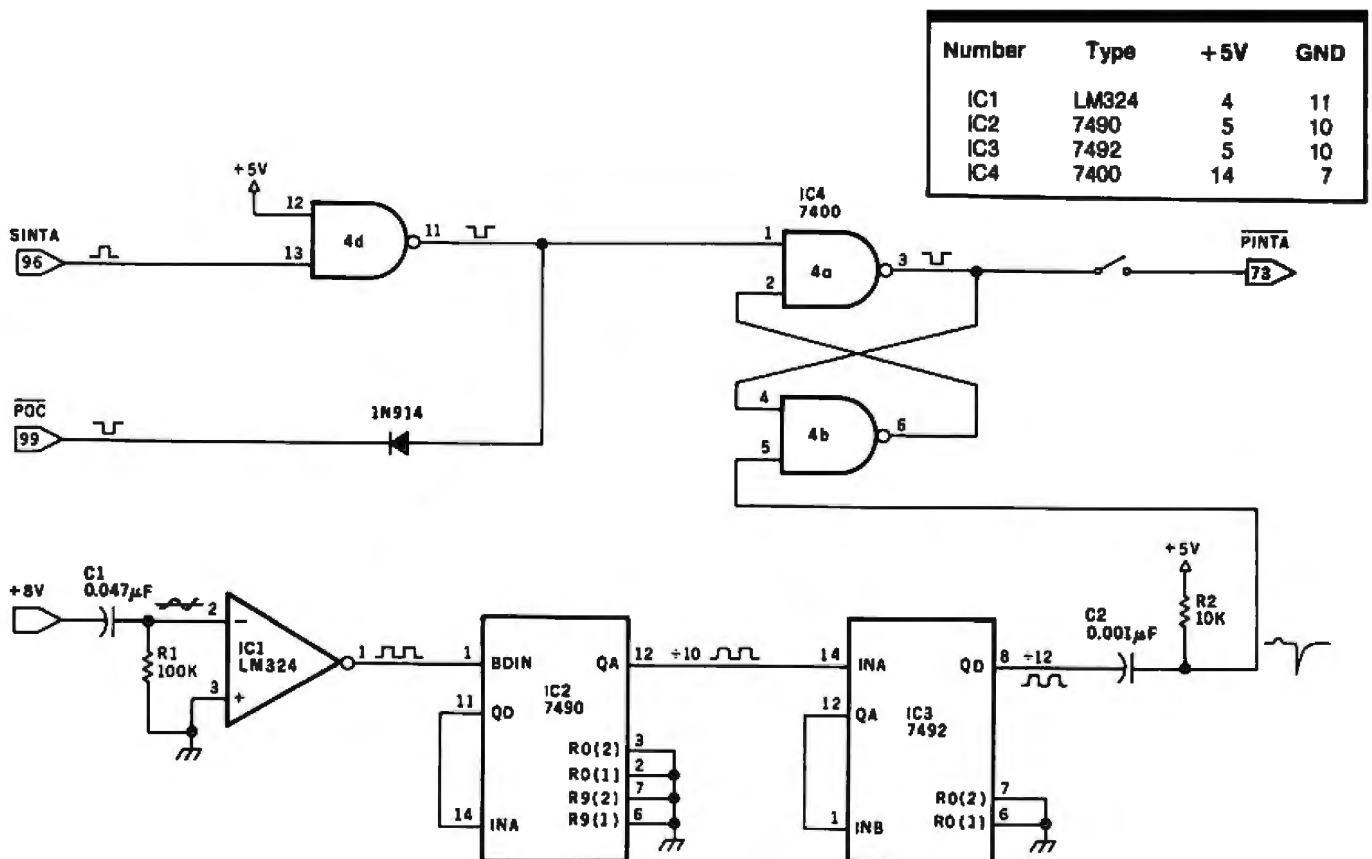 Number Type +5V GND
IC1 LM324 4 11
IC2 7490 5 10
IC3 7492 5 10
IC4 7400 14 7
+5V
12
SINTA
96
13
4d
11
IC4
7400
1
2
4a
3
PINTA
73
POC
99
1N914
4
5
4b
6
+8V
C1
0.047µF
R1
100K
2
−
IC1
LM324
3
+
1
1
BDIN
QA
12
÷10
11
QD
IC2
7490
R0(2)
3
R0(1)
2
R9(2)
7
R9(1)
6
14
INA
14
INA
QD
8
÷12
12
QA
IC3
7492
1
INB
R0(2)
7
R0(1)
6
C2
0.001µF
+5V
R2
10K